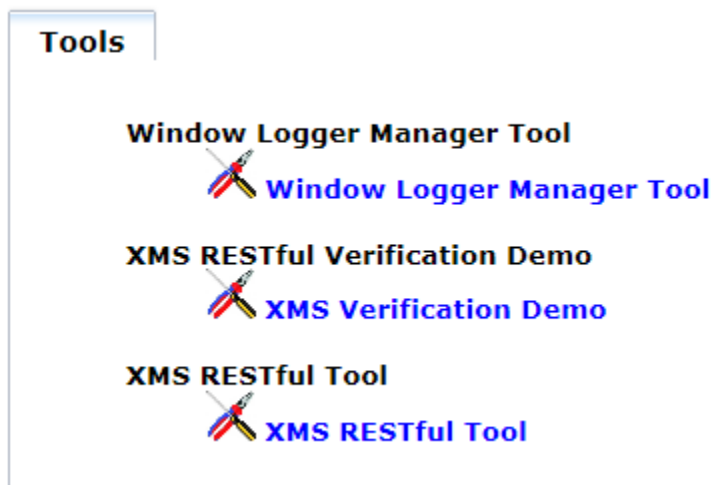 Tools
Window Logger Manager Tool
Window Logger Manager Tool
XMS RESTful Verification Demo
XMS Verification Demo
XMS RESTful Tool
XMS RESTful Tool